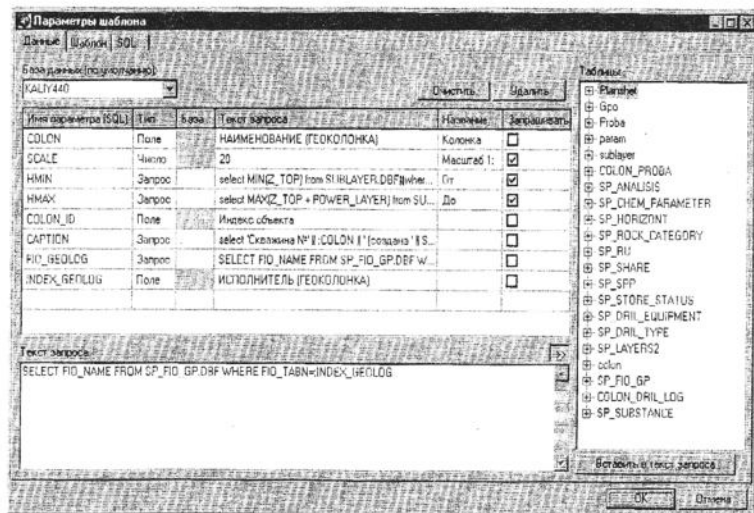 Параметры шаблона
Данные Шаблон SQL
База данных (по умолчанию):
KALIY440
Очистить Удалить
Имя параметра (SQL) Тип База Текст запроса Название Запрашивать
COLON Поле НАИМЕНОВАНИЕ (ГЕОКОЛОНКА) Колонка
SCALE Число 20 Масштаб 1:
HMIN Запрос select MIN(Z_TOP) from SUBLAYER.DBF||wher... От
HMAX Запрос select MAX(Z_TOP + POWER_LAYER) from SU... До
COLON_ID Поле Индекс объекта
CAPTION Запрос select 'Скважина №' || :COLON || ' (создана ' || S...
FIO_GEOLOG Запрос SELECT FIO_NAME FROM SP_FIO_GP.DBF W...
INDEX_GEOLOG Поле ИСПОЛНИТЕЛЬ (ГЕОКОЛОНКА)
Текст запроса
>>
SELECT FIO_NAME FROM SP_FIO_GP.DBF WHERE FIO_TABN=:INDEX_GEOLOG
Таблицы
Planshet
Gpo
Proba
param
sublayer
COLON_PROBA
SP_ANALYSIS
SP_CHEM_PARAMETER
SP_HORIZONT
SP_ROCK_CATEGORY
SP_RU
SP_SHARE
SP_SPP
SP_STORE_STATUS
SP_DRIL_EQUIPMENT
SP_DRIL_TYPE
SP_LAYERS2
colon
SP_FIO_GP
COLON_DRIL_LOG
SP_SUBSTANCE
Вставить в текст запроса
OK Отмена